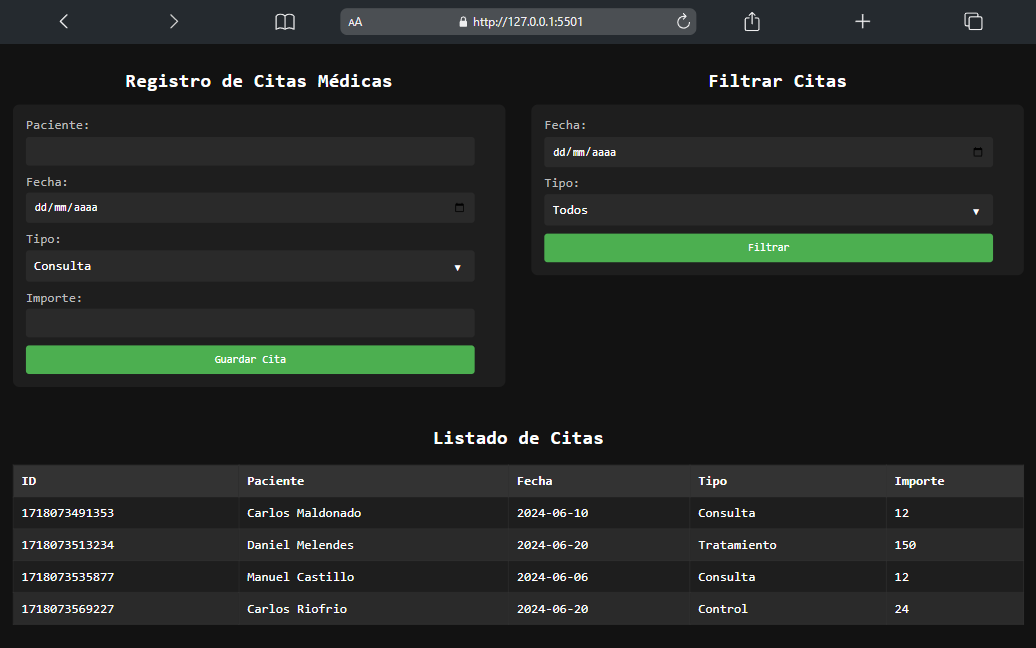 AA http://127.0.0.1:5501
Registro de Citas Médicas
Paciente:
Fecha:
dd/mm/aaaa
Tipo:
Consulta
Importe:
Guardar Cita
Filtrar Citas
Fecha:
dd/mm/aaaa
Tipo:
Todos
Filtrar
Listado de Citas
ID Paciente Fecha Tipo Importe
1718073491353 Carlos Maldonado 2024-06-10 Consulta 12
1718073513234 Daniel Melendes 2024-06-20 Tratamiento 150
1718073535877 Manuel Castillo 2024-06-06 Consulta 12
1718073569227 Carlos Riofrio 2024-06-20 Control 24